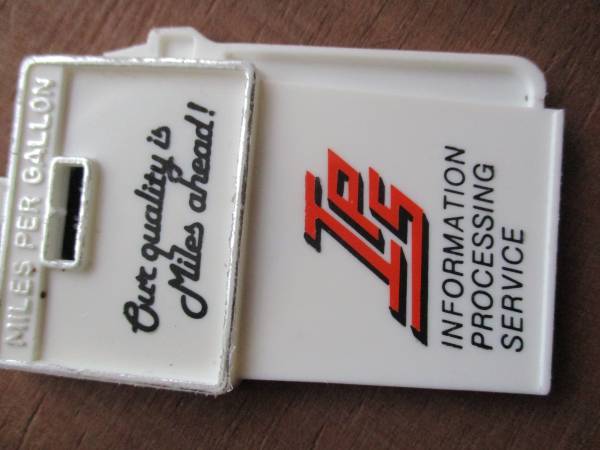 MILES PER GALLON
Our quality is
Miles ahead!
IPS
INFORMATION
PROCESSING
SERVICE